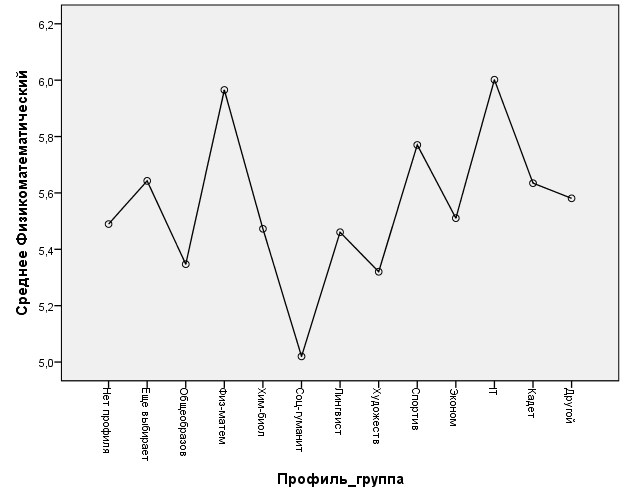 Среднее Физикоматематический
6,2
6,0
5,8
5,6
5,4
5,2
5,0
Нет профиля
Еще выбирает
Общеобразов
Физ-матем
Хим-биол
Соц-гуманит
Лингвист
Художеств
Спортив
Эконом
IT
Кадет
Другой
Профиль_группа